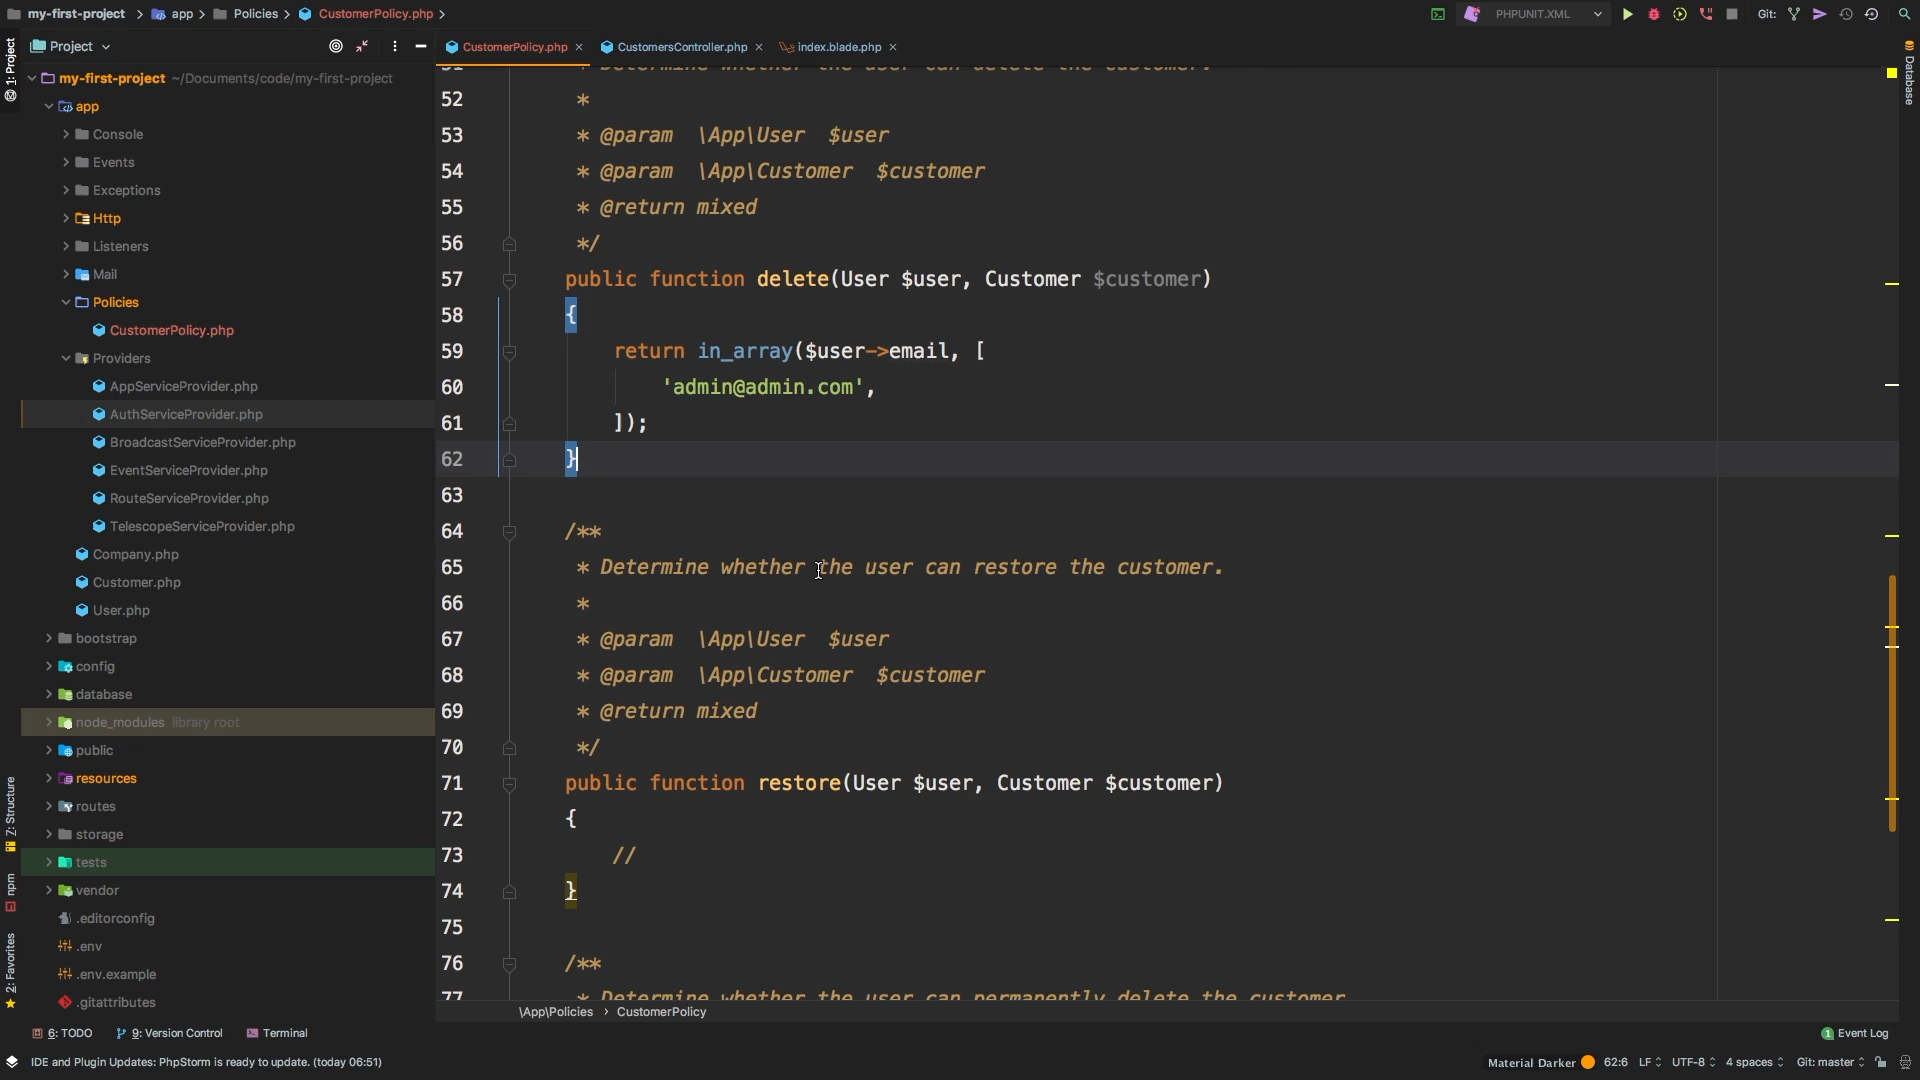 my-first-project
app
Policies
CustomerPolicy.php
PHPUNIT.XML
Git:
1: Project
Project
CustomerPolicy.php
CustomersController.php
index.blade.php
Database
my-first-project ~/Documents/code/my-first-project
app
Console
Events
Exceptions
Http
Listeners
Mail
Policies
CustomerPolicy.php
Providers
AppServiceProvider.php
AuthServiceProvider.php
BroadcastServiceProvider.php
EventServiceProvider.php
RouteServiceProvider.php
TelescopeServiceProvider.php
Company.php
Customer.php
User.php
bootstrap
config
database
node_modules library root
public
resources
routes
storage
tests
vendor
.editorconfig
.env
.env.example
.gitattributes
Z: Structure
npm
2: Favorites
51 * Determine whether the user can delete the customer.
52 *
53 * @param  \App\User  $user
54 * @param  \App\Customer  $customer
55 * @return mixed
56 */
57 public function delete(User $user, Customer $customer)
58 {
59 return in_array($user->email, [
60 'admin@admin.com',
61 ]);
62 }
63
64 /**
65 * Determine whether the user can restore the customer.
66 *
67 * @param  \App\User  $user
68 * @param  \App\Customer  $customer
69 * @return mixed
70 */
71 public function restore(User $user, Customer $customer)
72 {
73 //
74 }
75
76 /**
77 * Determine whether the user can permanently delete the customer
\App\Policies › CustomerPolicy
6: TODO
9: Version Control
Terminal
1 Event Log
IDE and Plugin Updates: PhpStorm is ready to update. (today 06:51)
Material Darker
62:6
LF
UTF-8
4 spaces
Git: master